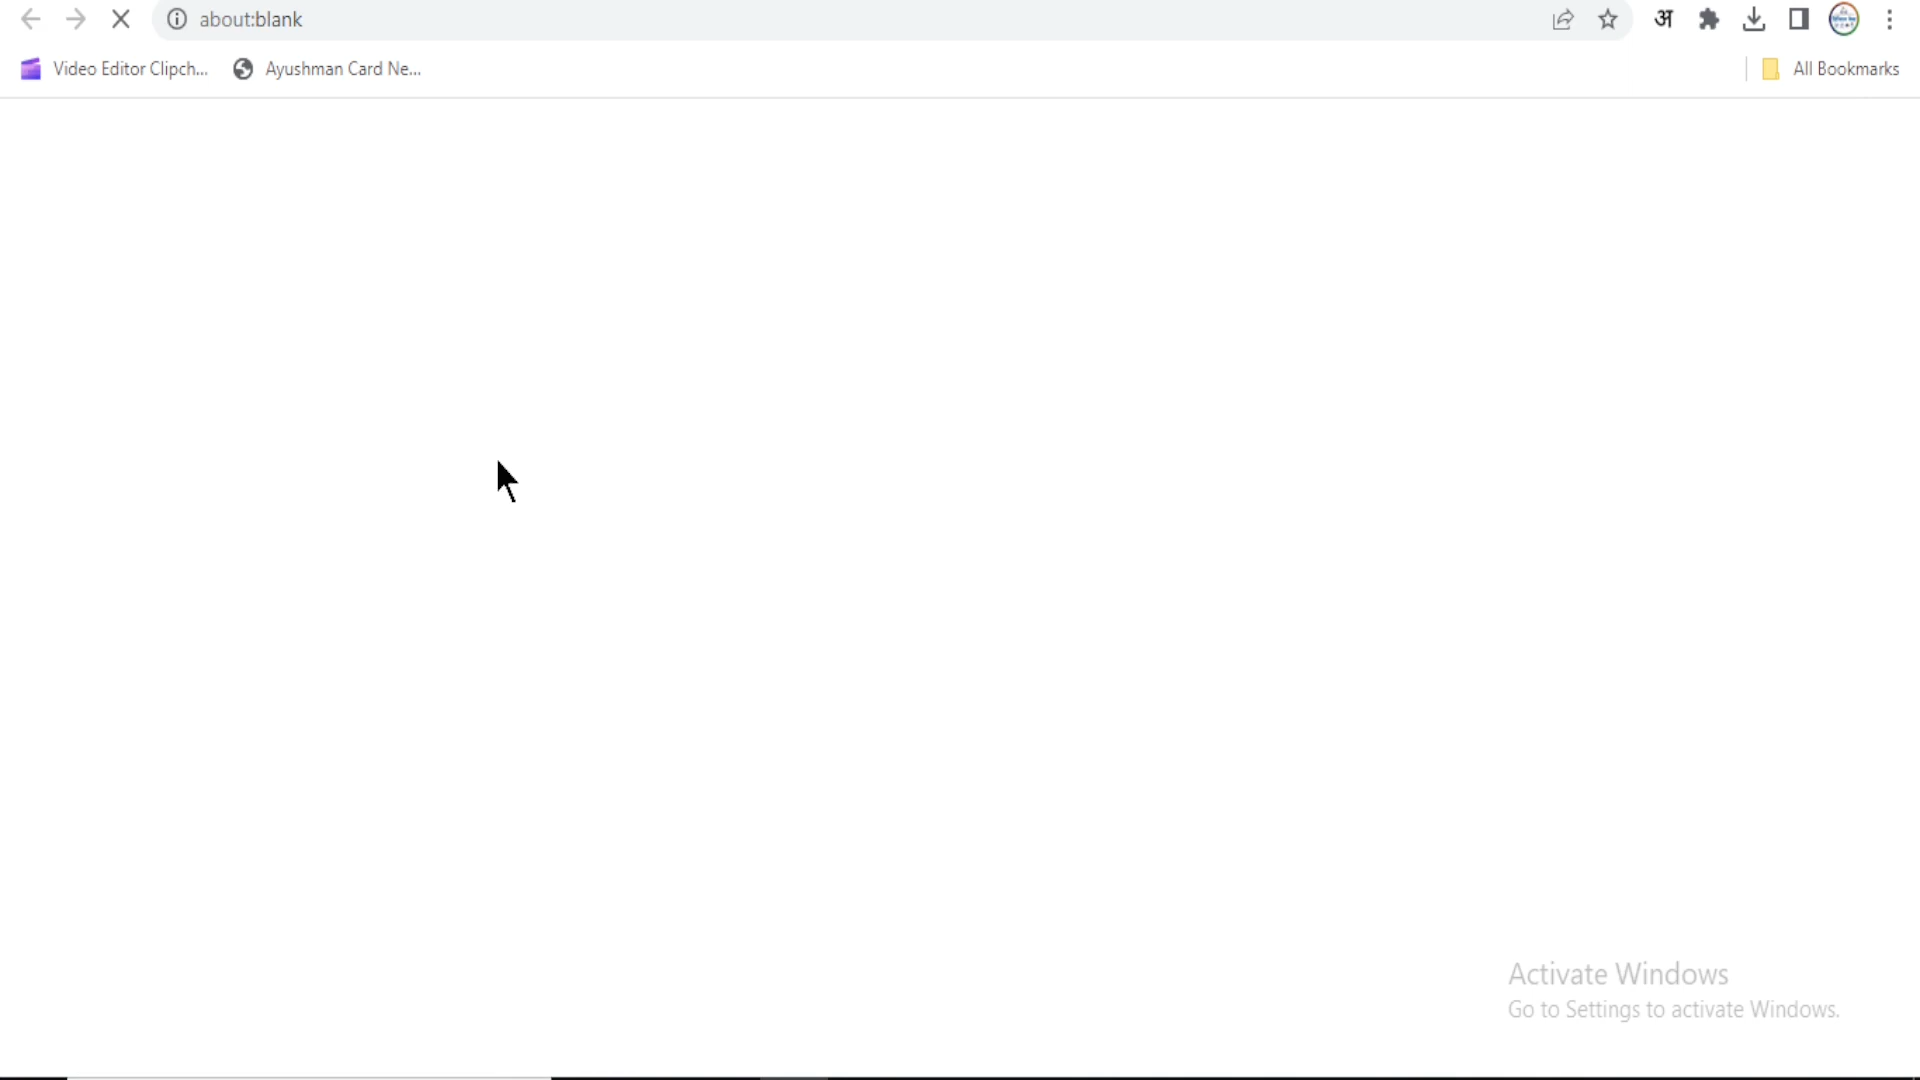 about:blank
अ
Video Editor Clipch...
Ayushman Card Ne...
All Bookmarks
Activate Windows
Go to Settings to activate Windows.